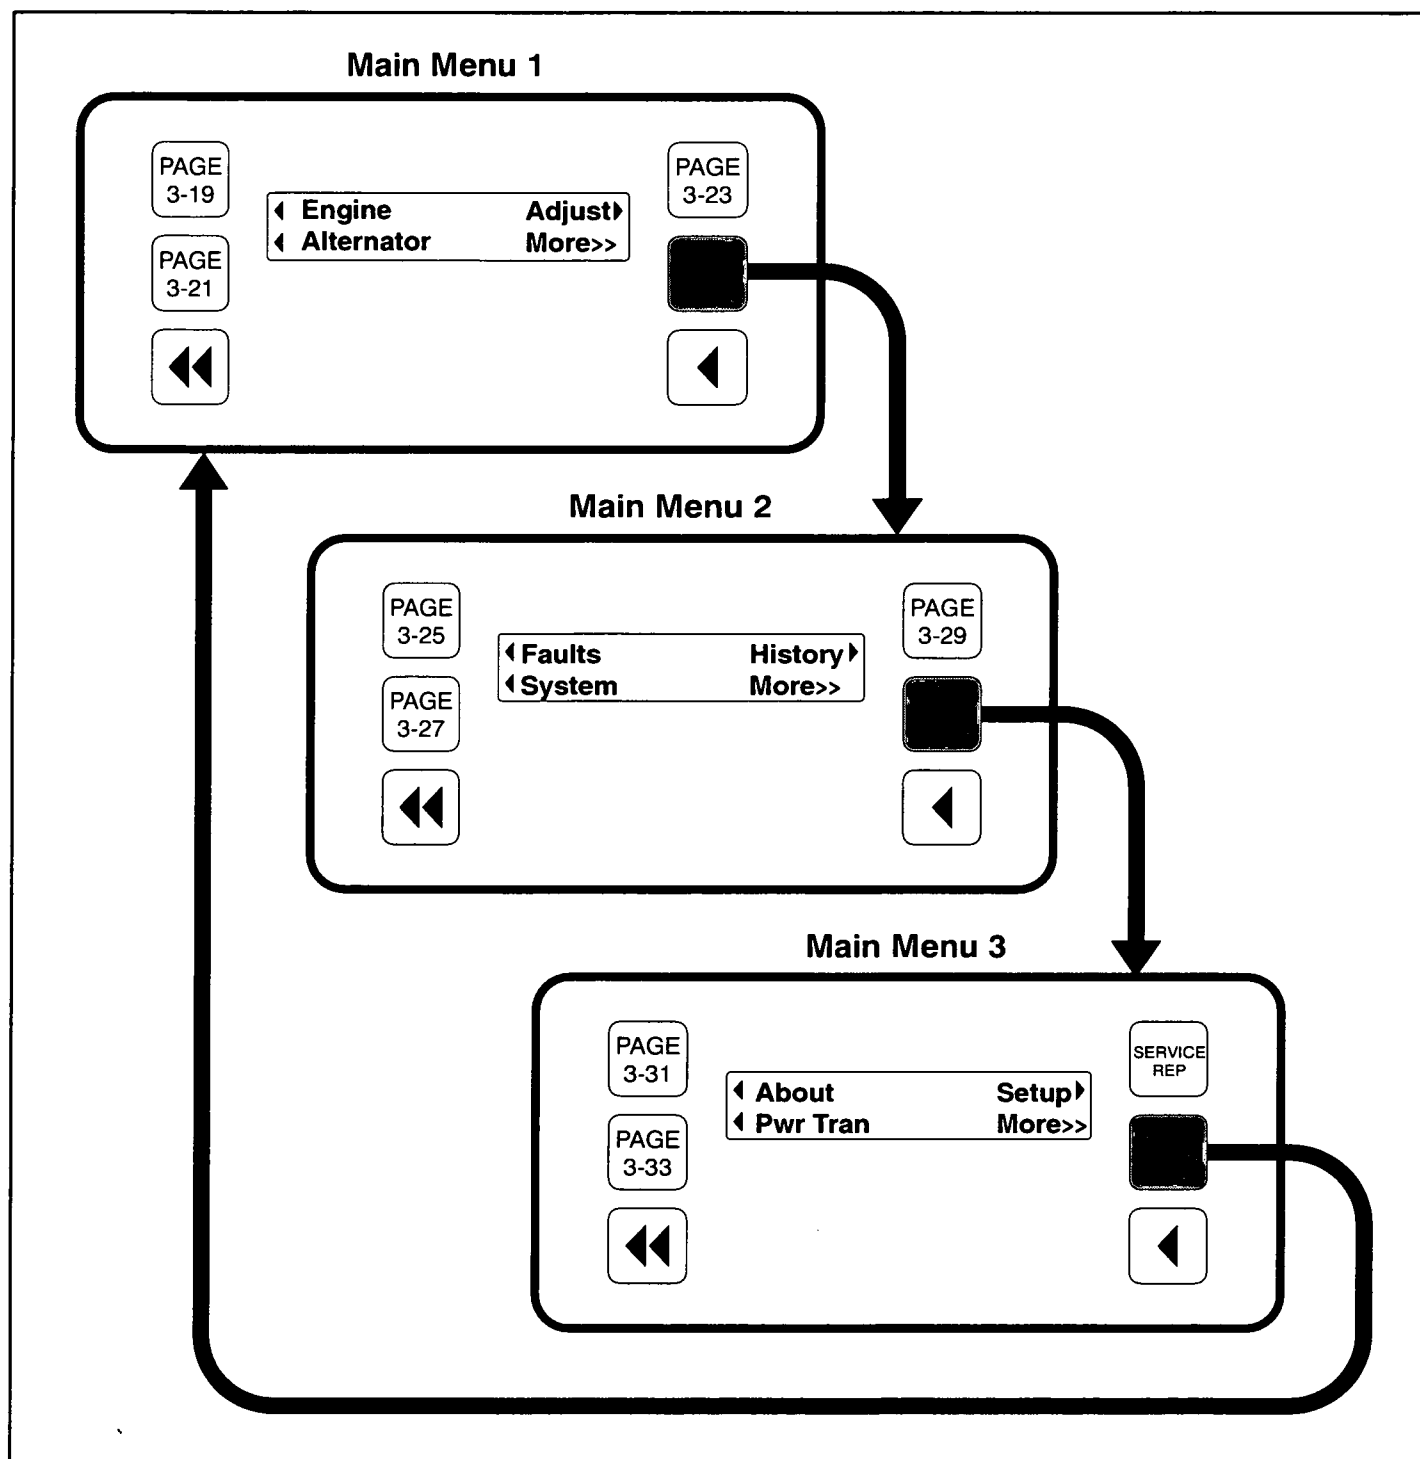 Main Menu 1
PAGE
3-19
PAGE
3-23
Engine Adjust
Alternator More>>
PAGE
3-21
Main Menu 2
PAGE
3-25
PAGE
3-29
Faults History
System More>>
PAGE
3-27
Main Menu 3
PAGE
3-31
SERVICE
REP
About Setup
Pwr Tran More>>
PAGE
3-33